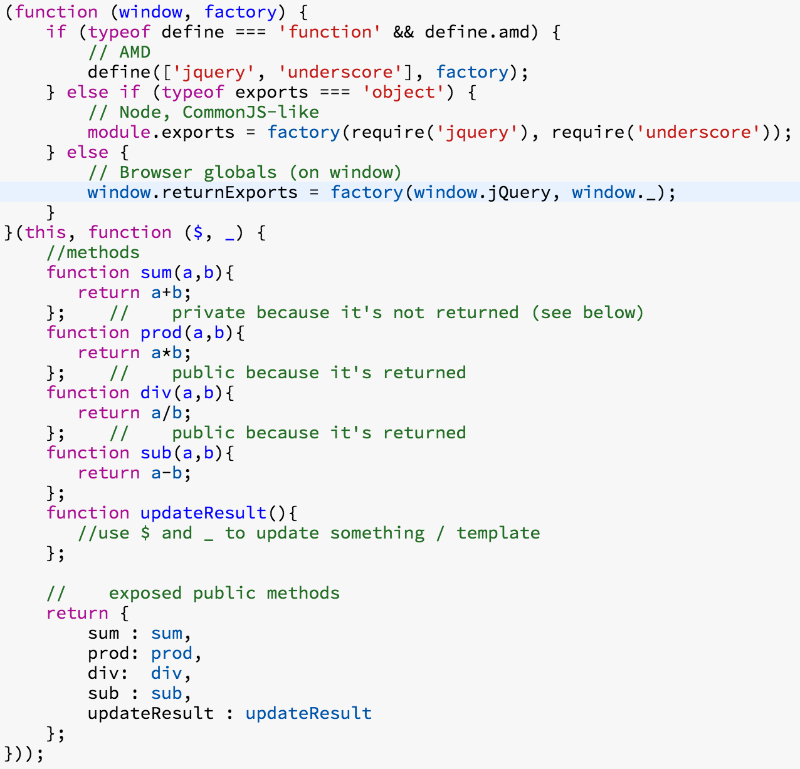 (function (window, factory) {
    if (typeof define === 'function' && define.amd) {
        // AMD
        define(['jquery', 'underscore'], factory);
    } else if (typeof exports === 'object') {
        // Node, CommonJS-like
        module.exports = factory(require('jquery'), require('underscore'));
    } else {
        // Browser globals (on window)
        window.returnExports = factory(window.jQuery, window._);
    }
}(this, function ($, _) {
    //methods
    function sum(a,b){
       return a+b;
    };    //    private because it's not returned (see below)
    function prod(a,b){
       return a*b;
    };    //    public because it's returned
    function div(a,b){
       return a/b;
    };    //    public because it's returned
    function sub(a,b){
       return a-b;
    };
    function updateResult(){
       //use $ and _ to update something / template
    };

    //    exposed public methods
    return {
        sum : sum,
        prod: prod,
        div:  div,
        sub : sub,
        updateResult : updateResult
    };
}));